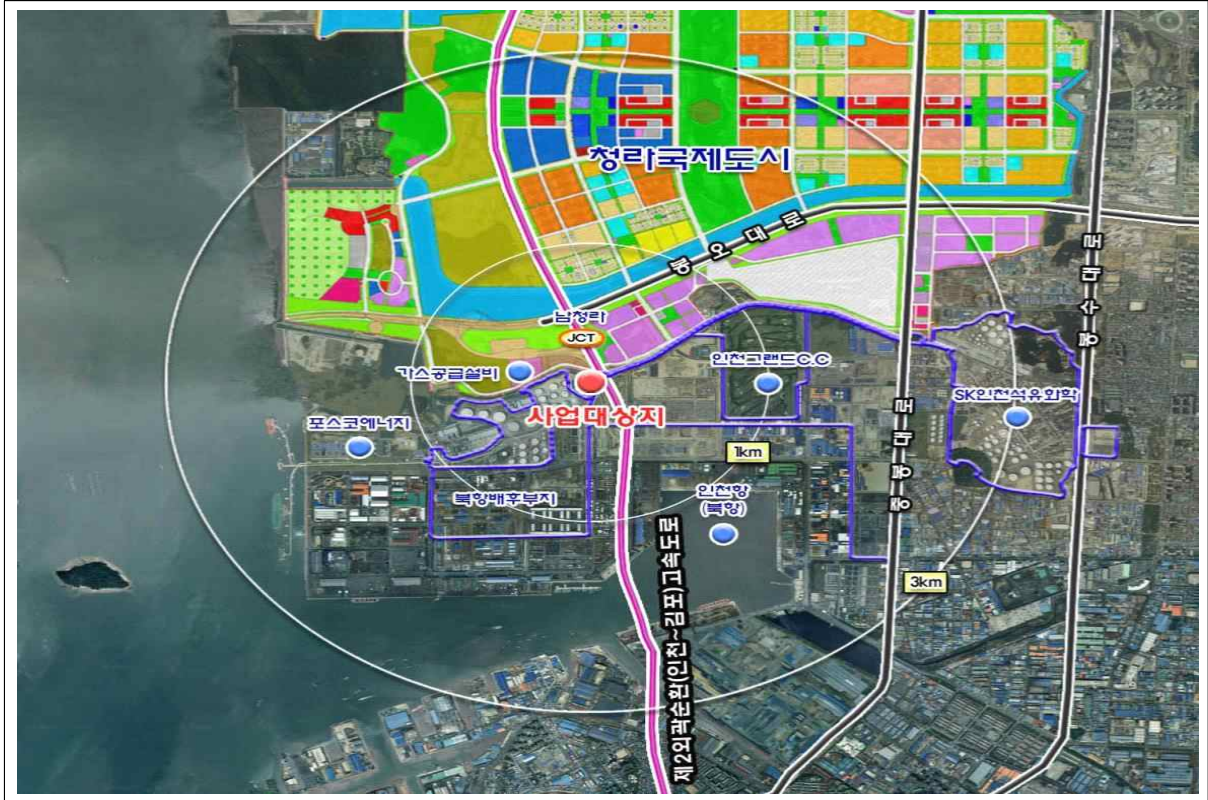 청라국제도시
봉오대로
봉수대로
남청라
JCT
가스공급설비
인천그랜드C.C
사업대상지
SK인천석유화학
포스코에너지
중봉대로
1km
북항배후부지
인천항
(북항)
3km
제2외곽순환(인천~김포)고속도로